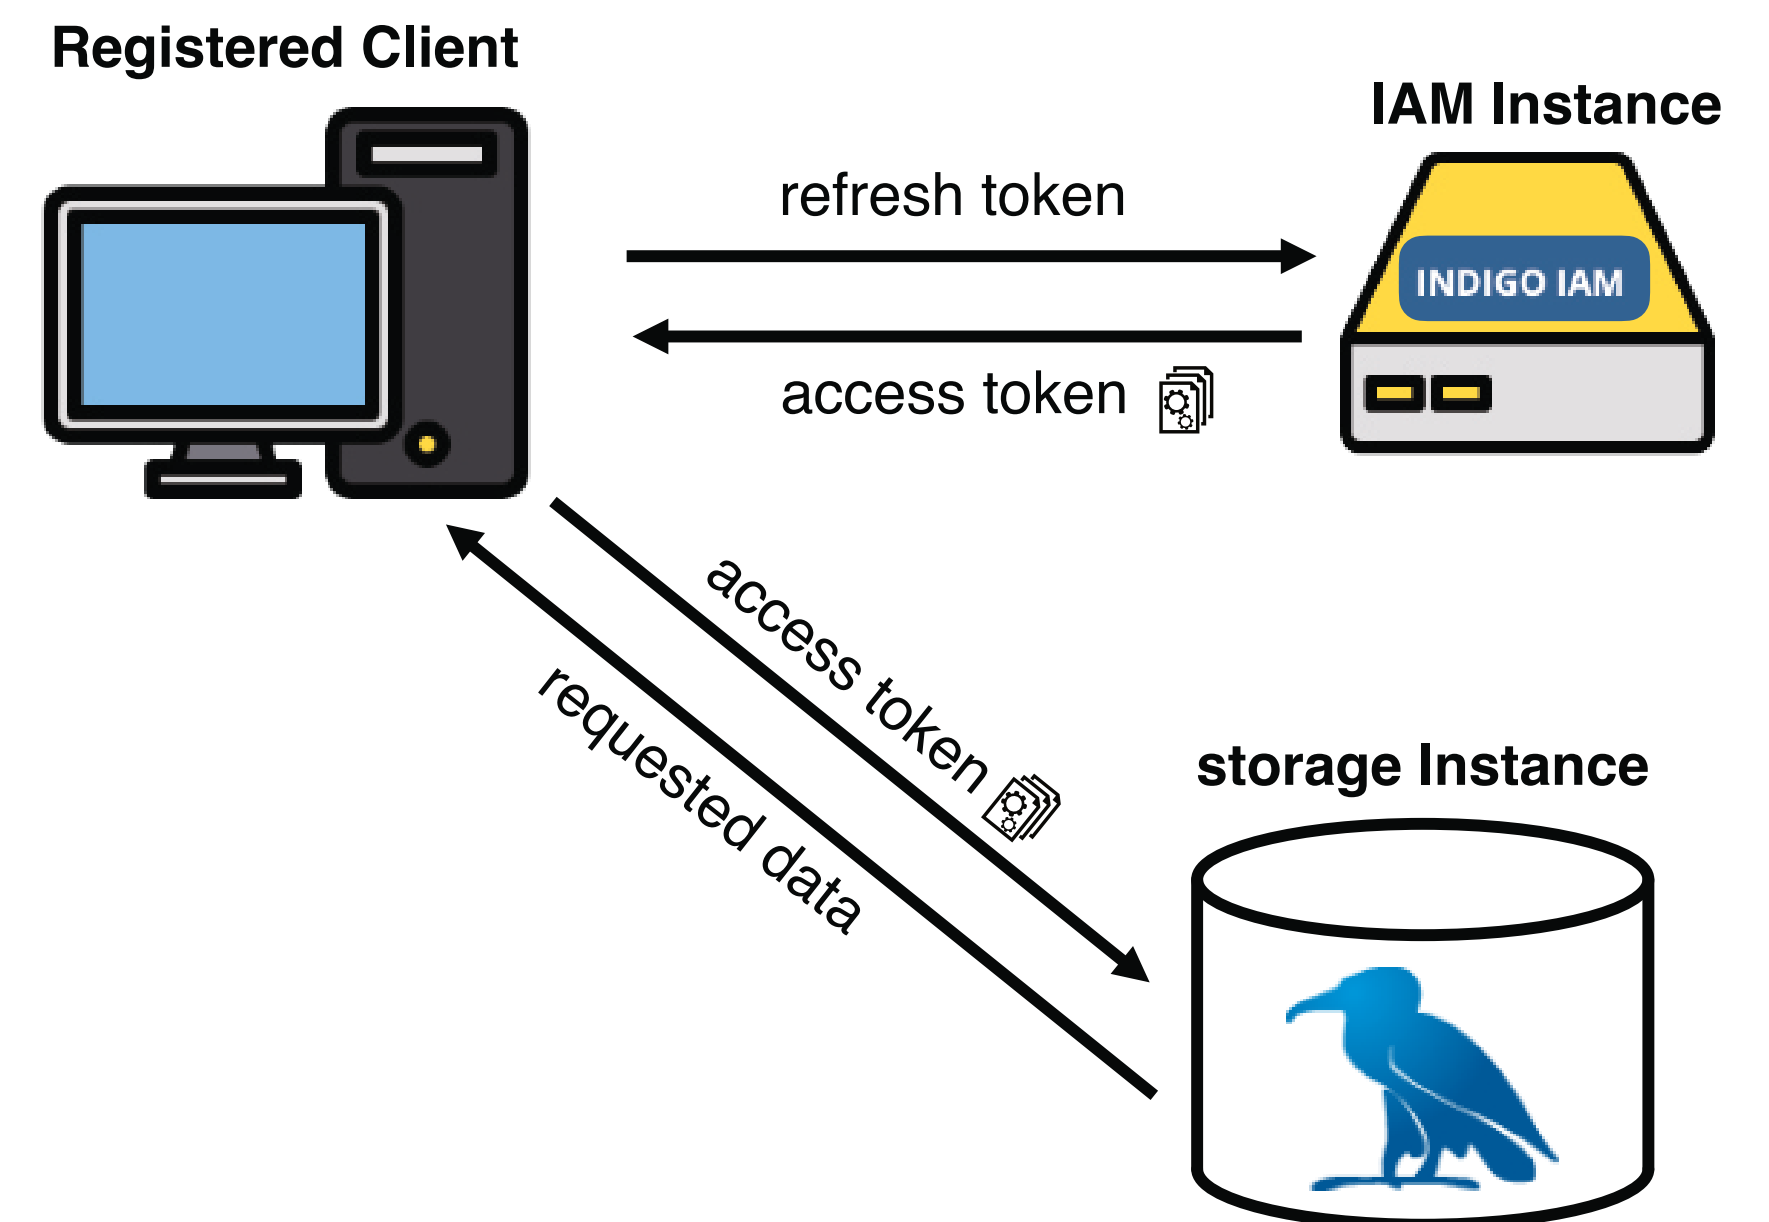 Registered Client
IAM Instance
refresh token
INDIGO IAM
access token
access token
requested data
storage Instance